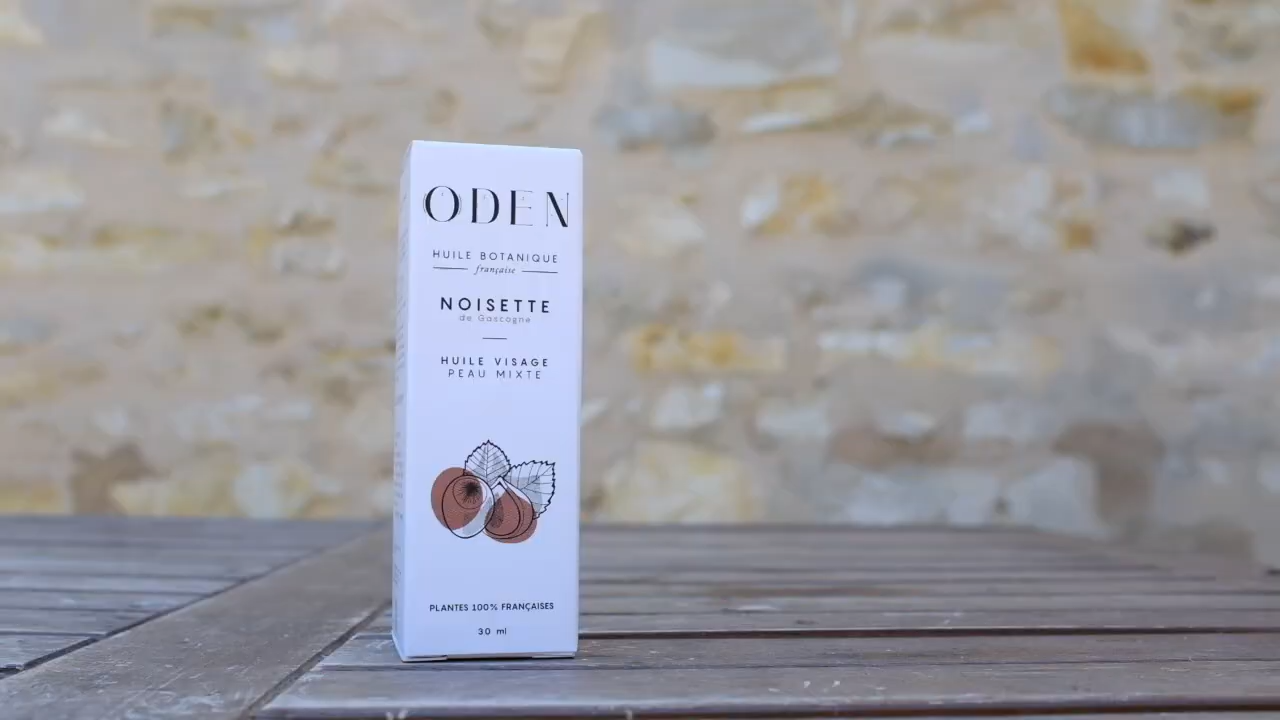 ODEN
HUILE BOTANIQUE
française
NOISETTE
de Gascogne
HUILE VISAGE
PEAU MIXTE
PLANTES 100% FRANÇAISES
30 ml